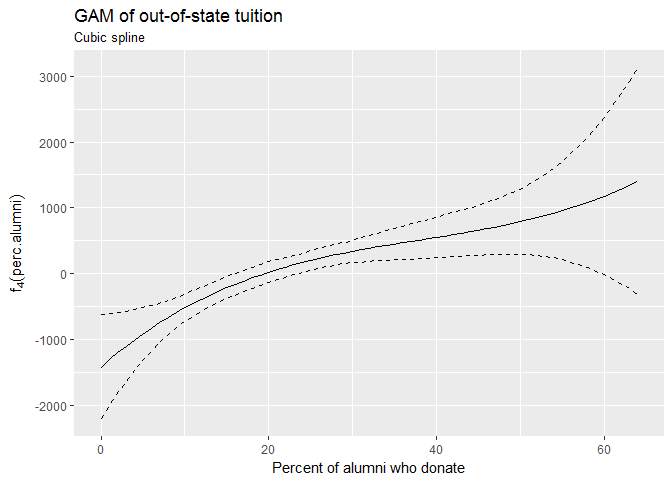 GAM of out-of-state tuition
Cubic spline
3000
2000
1000
0
-1000
-2000
f₄(perc.alumni)
0 20 40 60
Percent of alumni who donate